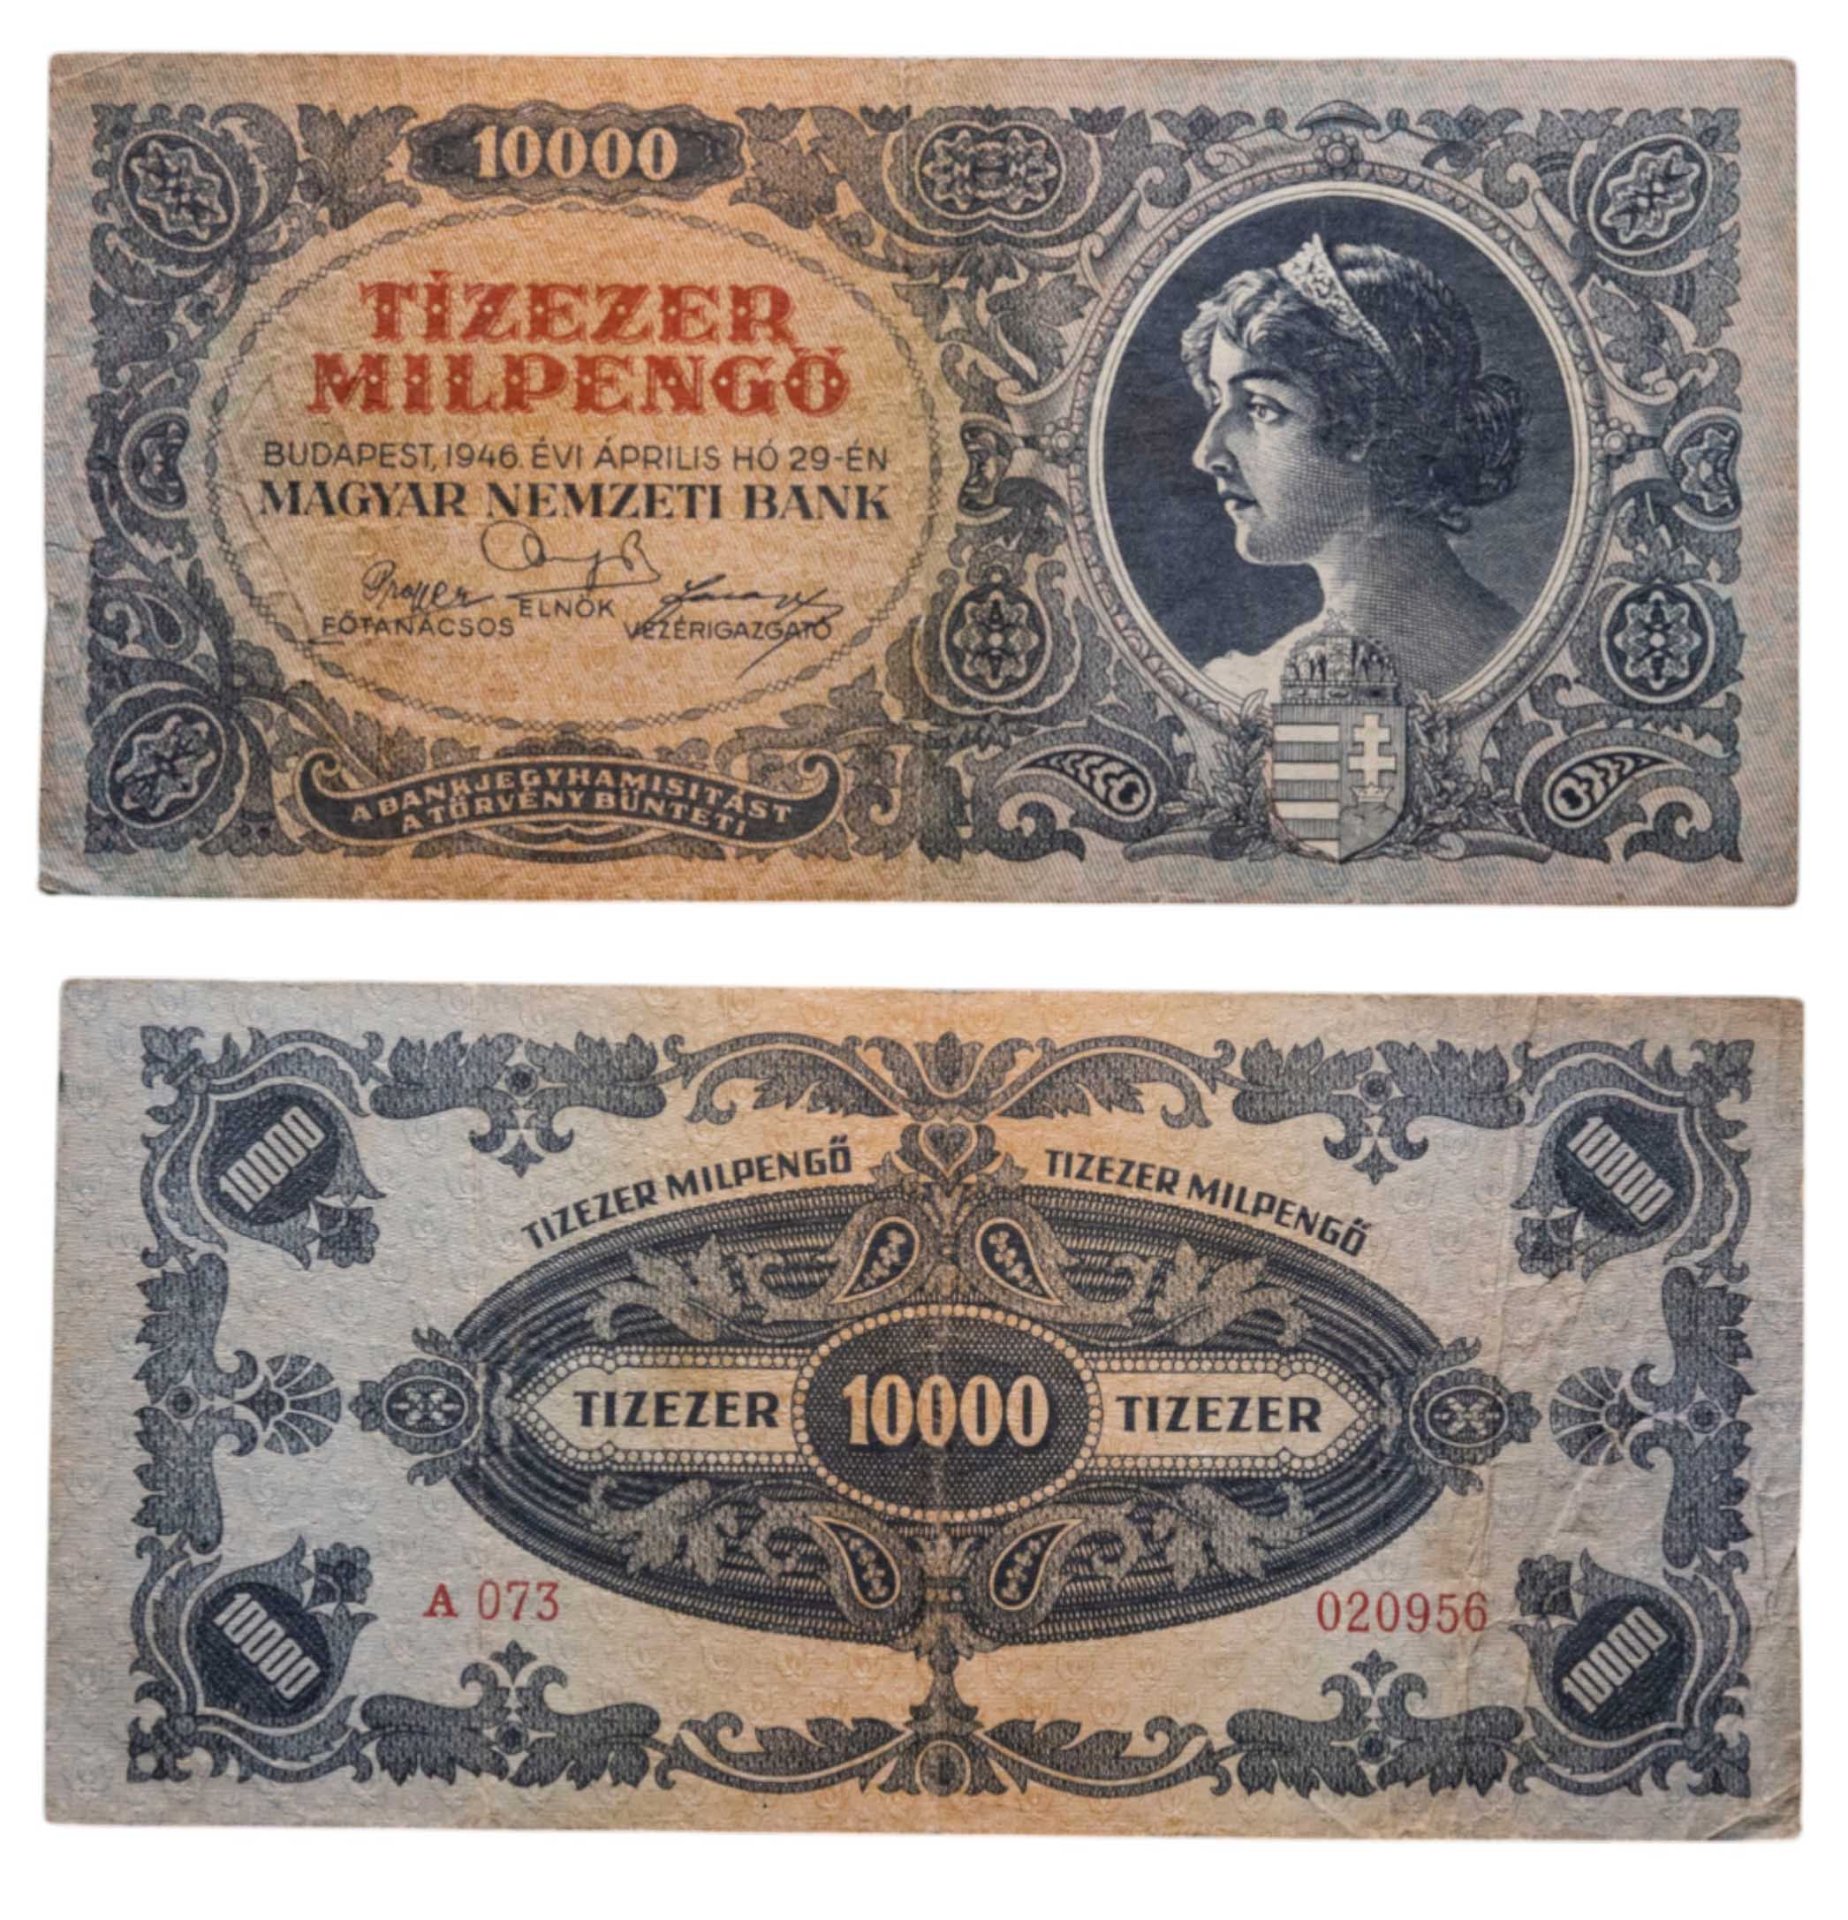 10000
TÍZEZER
MILPENGŐ
BUDAPEST, 1946. ÉVI ÁPRILIS HÓ 29-ÉN
MAGYAR NEMZETI BANK
FŐTANÁCSOS ELNÖK VEZÉRIGAZGATÓ
A BANKJEGYHAMISITÁST
A TÖRVÉNY BÜNTETI
10000 10000
TIZEZER MILPENGŐ TIZEZER MILPENGŐ
TIZEZER 10000 TIZEZER
A 073 020956
10000 10000